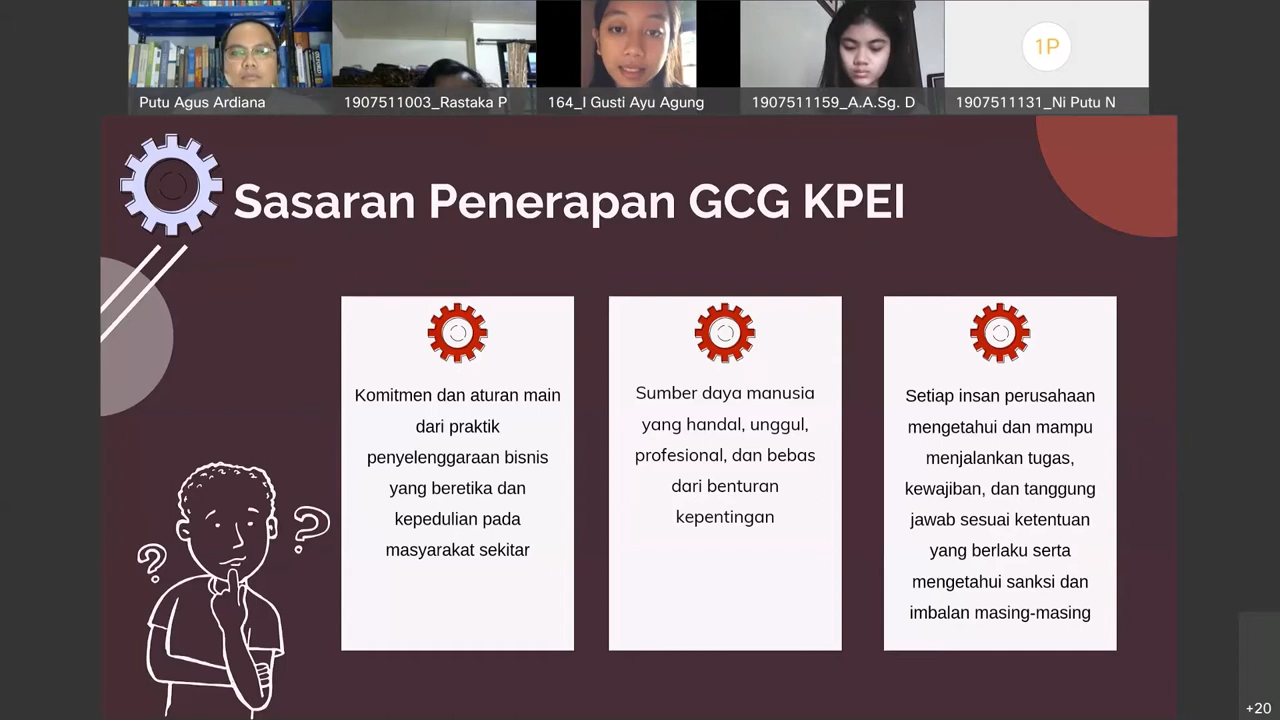 Putu Agus Ardiana
1907511003_Rastaka P
164_I Gusti Ayu Agung
1907511159_A.A.Sg. D
1P
1907511131_Ni Putu N
Sasaran Penerapan GCG KPEI
Komitmen dan aturan main
dari praktik
penyelenggaraan bisnis
yang beretika dan
kepedulian pada
masyarakat sekitar
Sumber daya manusia
yang handal, unggul,
profesional, dan bebas
dari benturan
kepentingan
Setiap insan perusahaan
mengetahui dan mampu
menjalankan tugas,
kewajiban, dan tanggung
jawab sesuai ketentuan
yang berlaku serta
mengetahui sanksi dan
imbalan masing-masing
?
?
+20